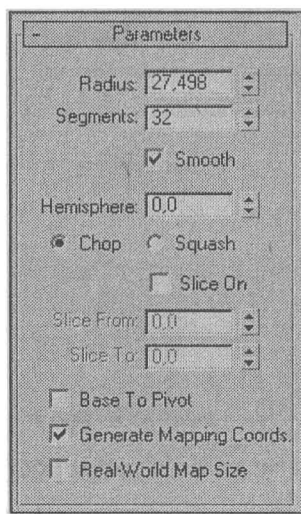 - Parameters
Radius: 27,498
Segments: 32
Smooth
Hemisphere: 0,0
Chop Squash
Slice On
Slice From: 0,0
Slice To: 0,0
Base To Pivot
Generate Mapping Coords.
Real-World Map Size